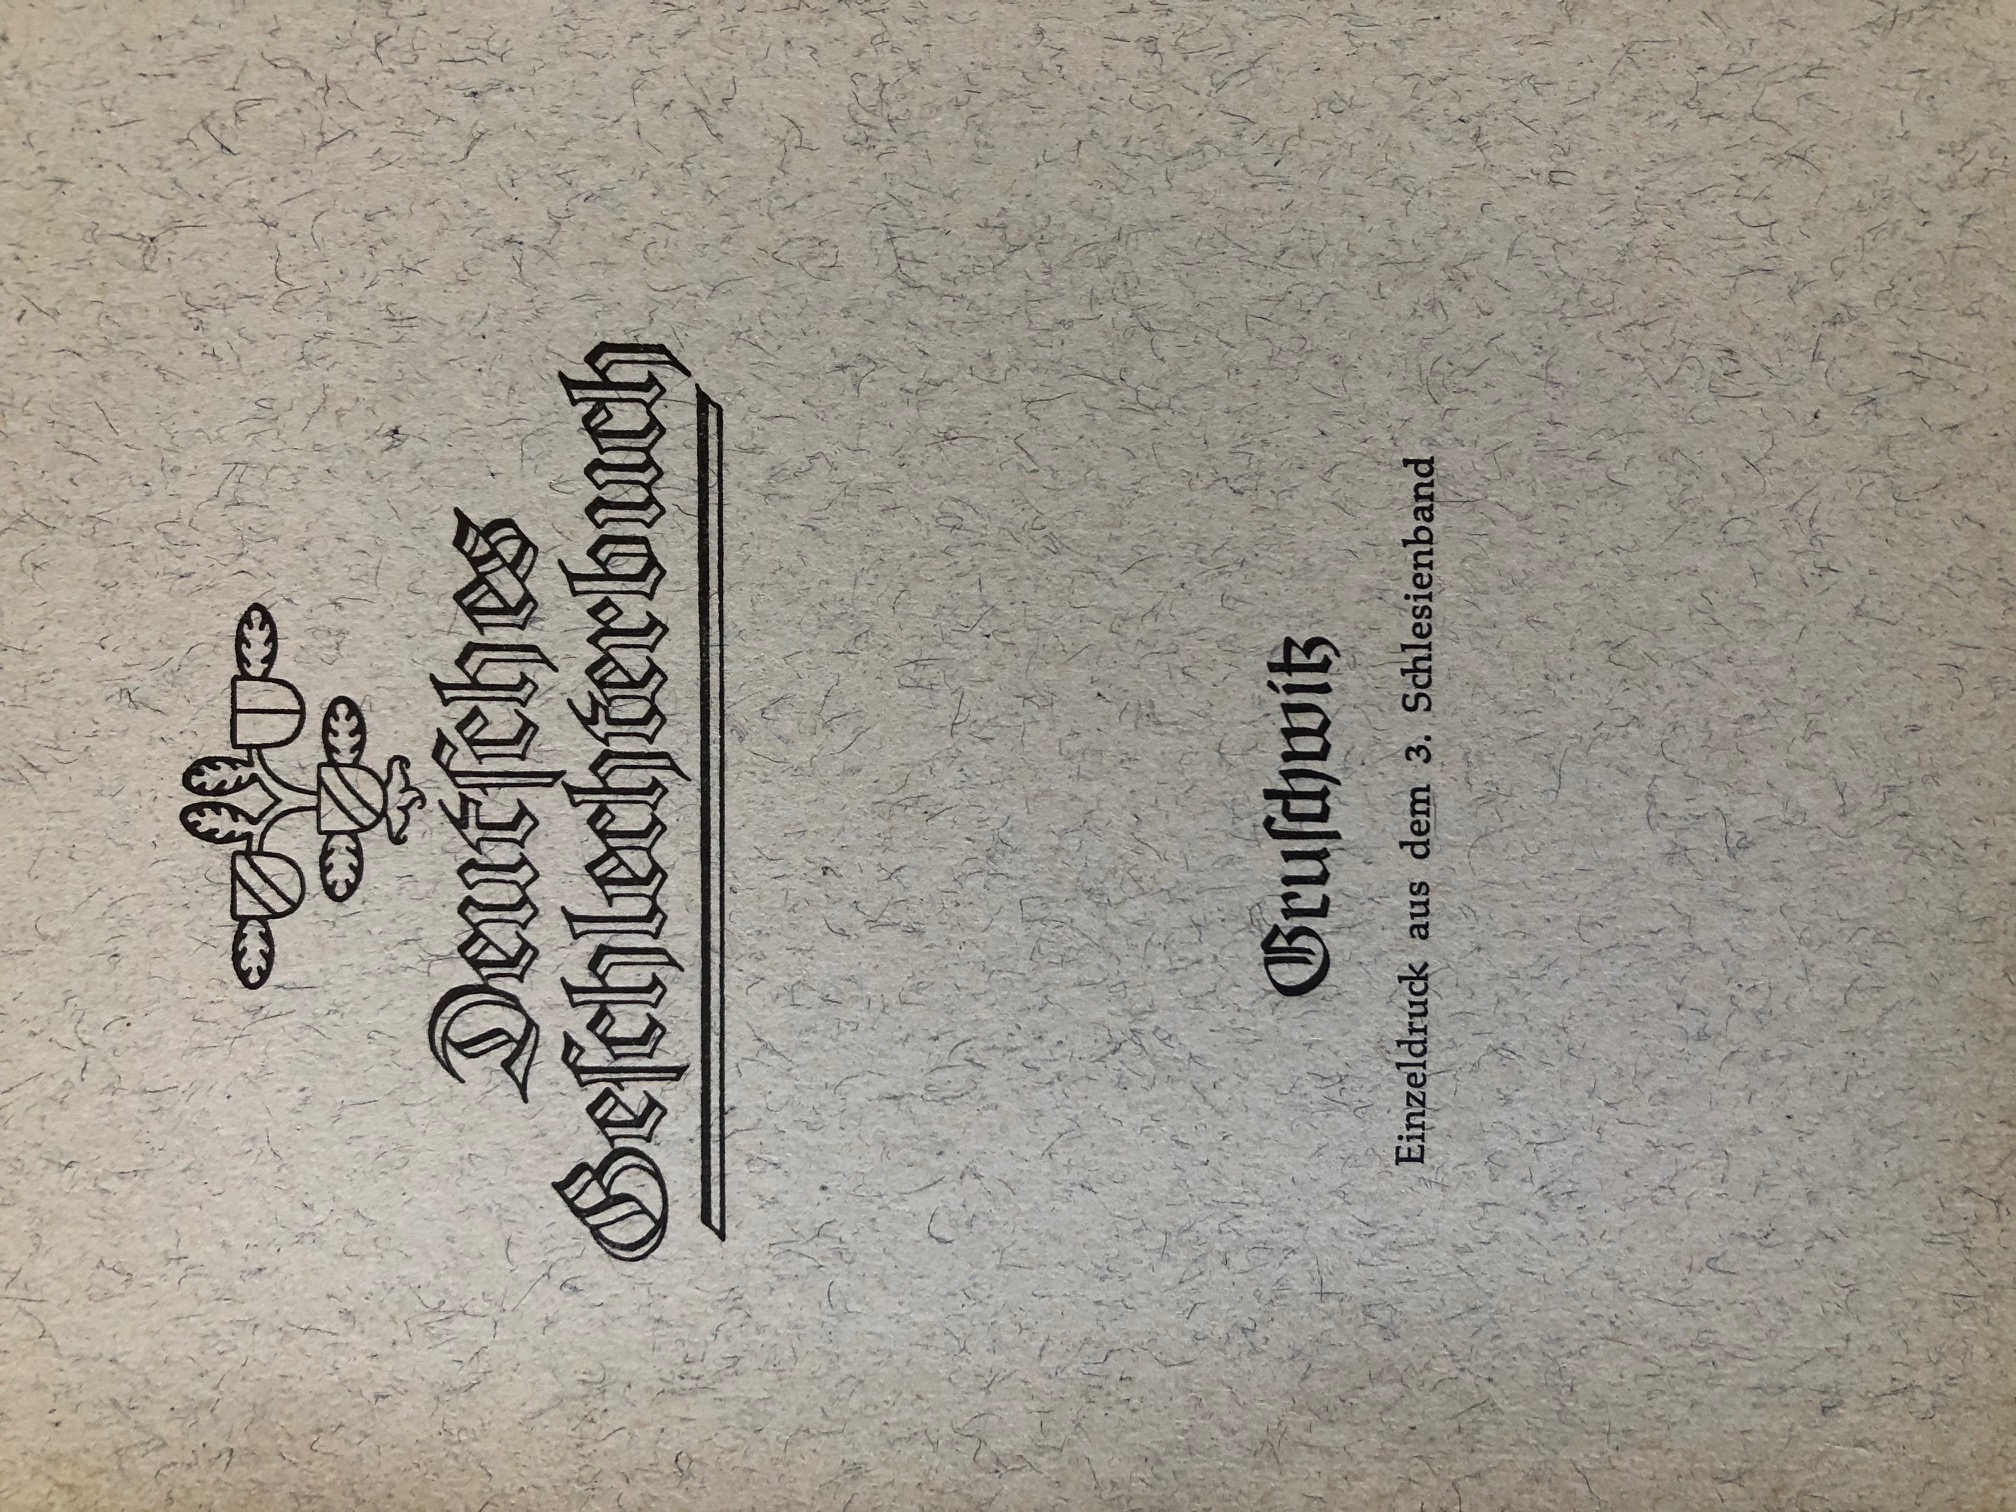 Deutſches
Geſchlechterbuch
Gruſchwitz
Einzeldruck aus dem 3. Schlesienband